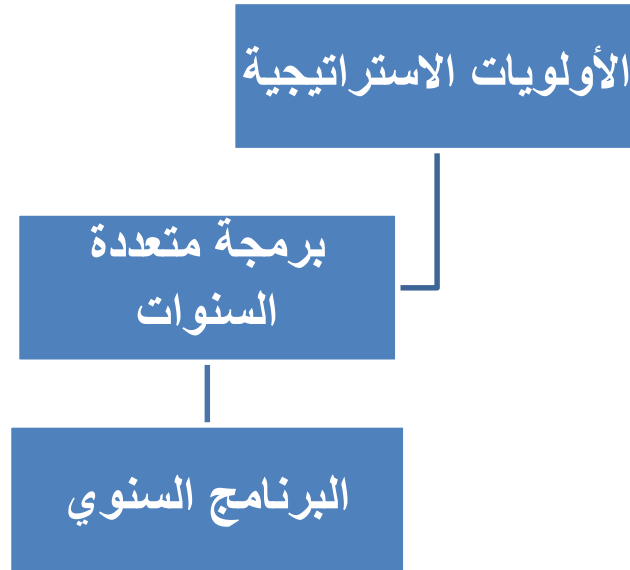 الأولويات الاستراتيجية
برمجة متعددة
السنوات
البرنامج السنوي